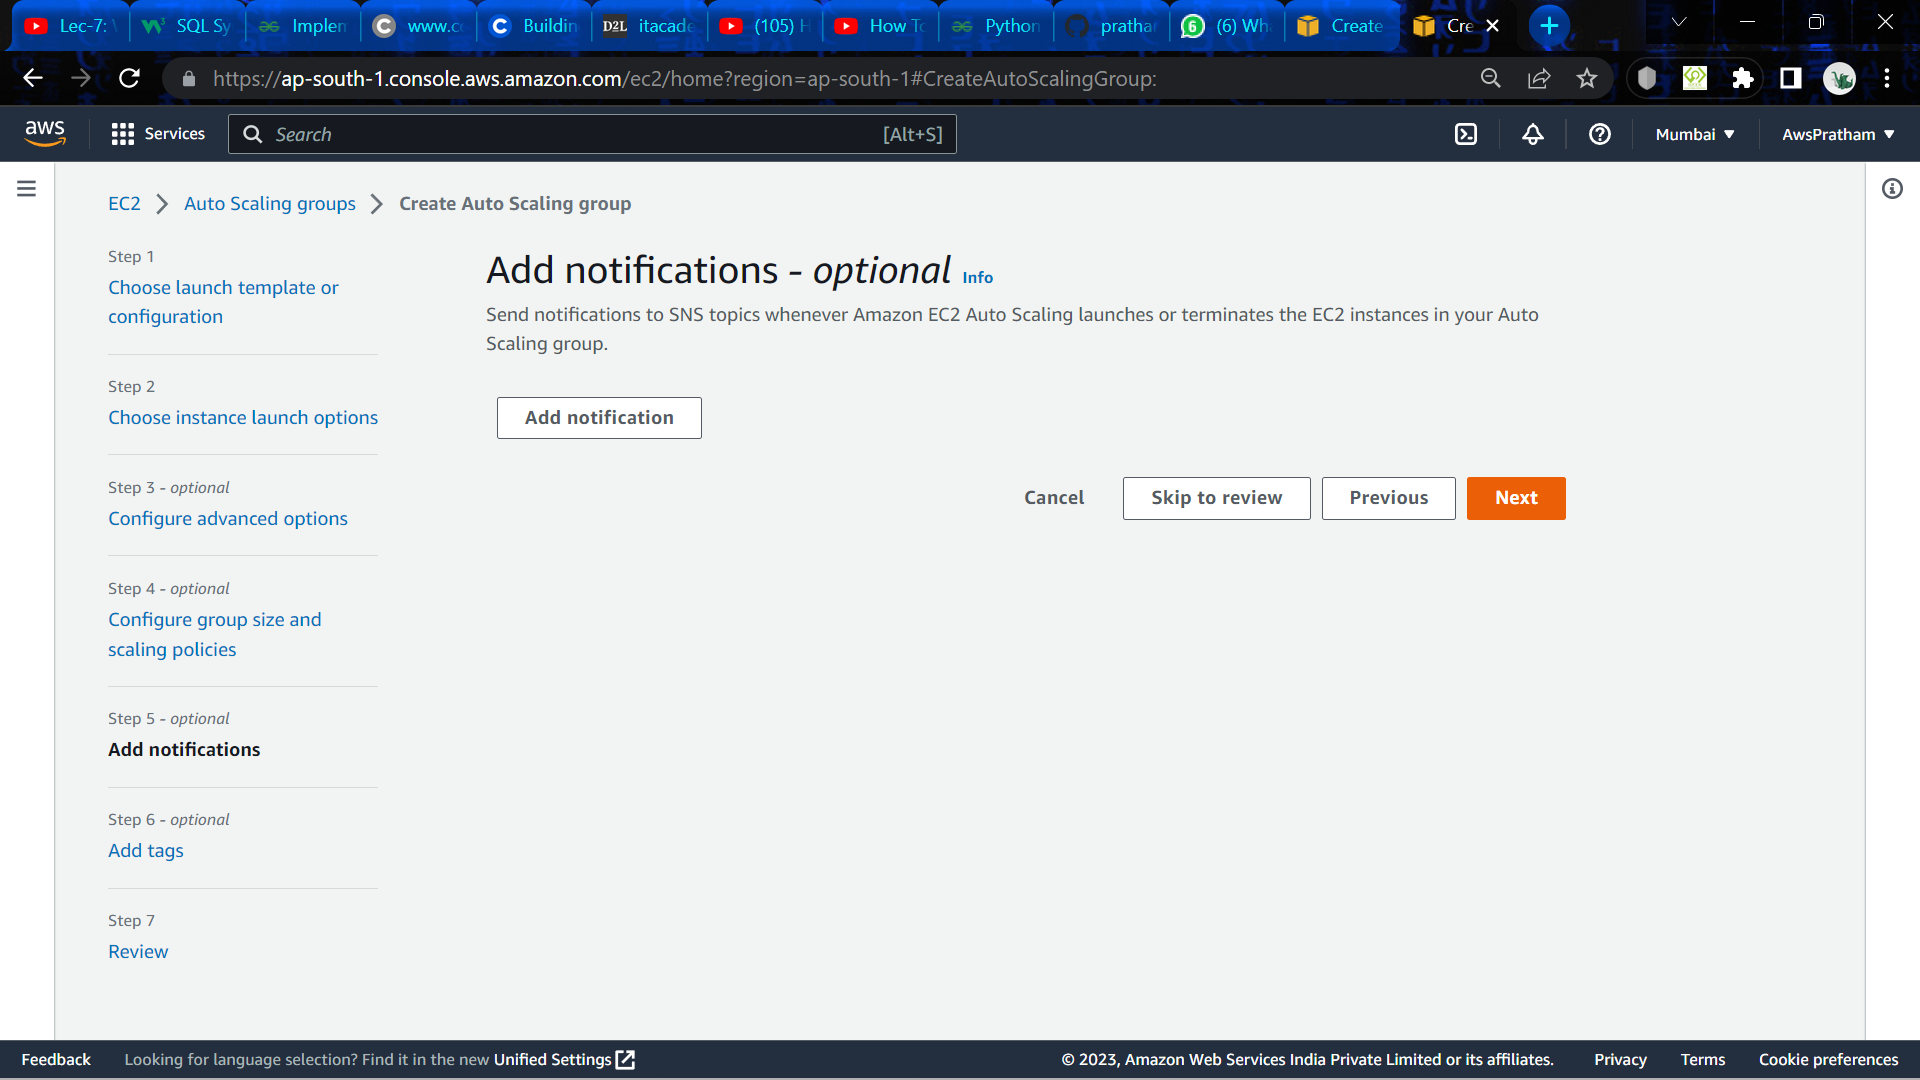 Lec-7:
SQL Sy
Implem
www.c
Buildin
D2L
itacade
(105) H
How To
Python
prathar
6
(6) Wha
Create
Cre
https://ap-south-1.console.aws.amazon.com/ec2/home?region=ap-south-1#CreateAutoScalingGroup:
aws
Services
Search
[Alt+S]
Mumbai
AwsPratham
EC2
Auto Scaling groups
Create Auto Scaling group
Step 1
Choose launch template or
configuration
Step 2
Choose instance launch options
Step 3 - optional
Configure advanced options
Step 4 - optional
Configure group size and
scaling policies
Step 5 - optional
Add notifications
Step 6 - optional
Add tags
Step 7
Review
Add notifications - optional Info
Send notifications to SNS topics whenever Amazon EC2 Auto Scaling launches or terminates the EC2 instances in your Auto
Scaling group.
Add notification
Cancel
Skip to review
Previous
Next
Feedback
Looking for language selection? Find it in the new Unified Settings
© 2023, Amazon Web Services India Private Limited or its affiliates.
Privacy
Terms
Cookie preferences